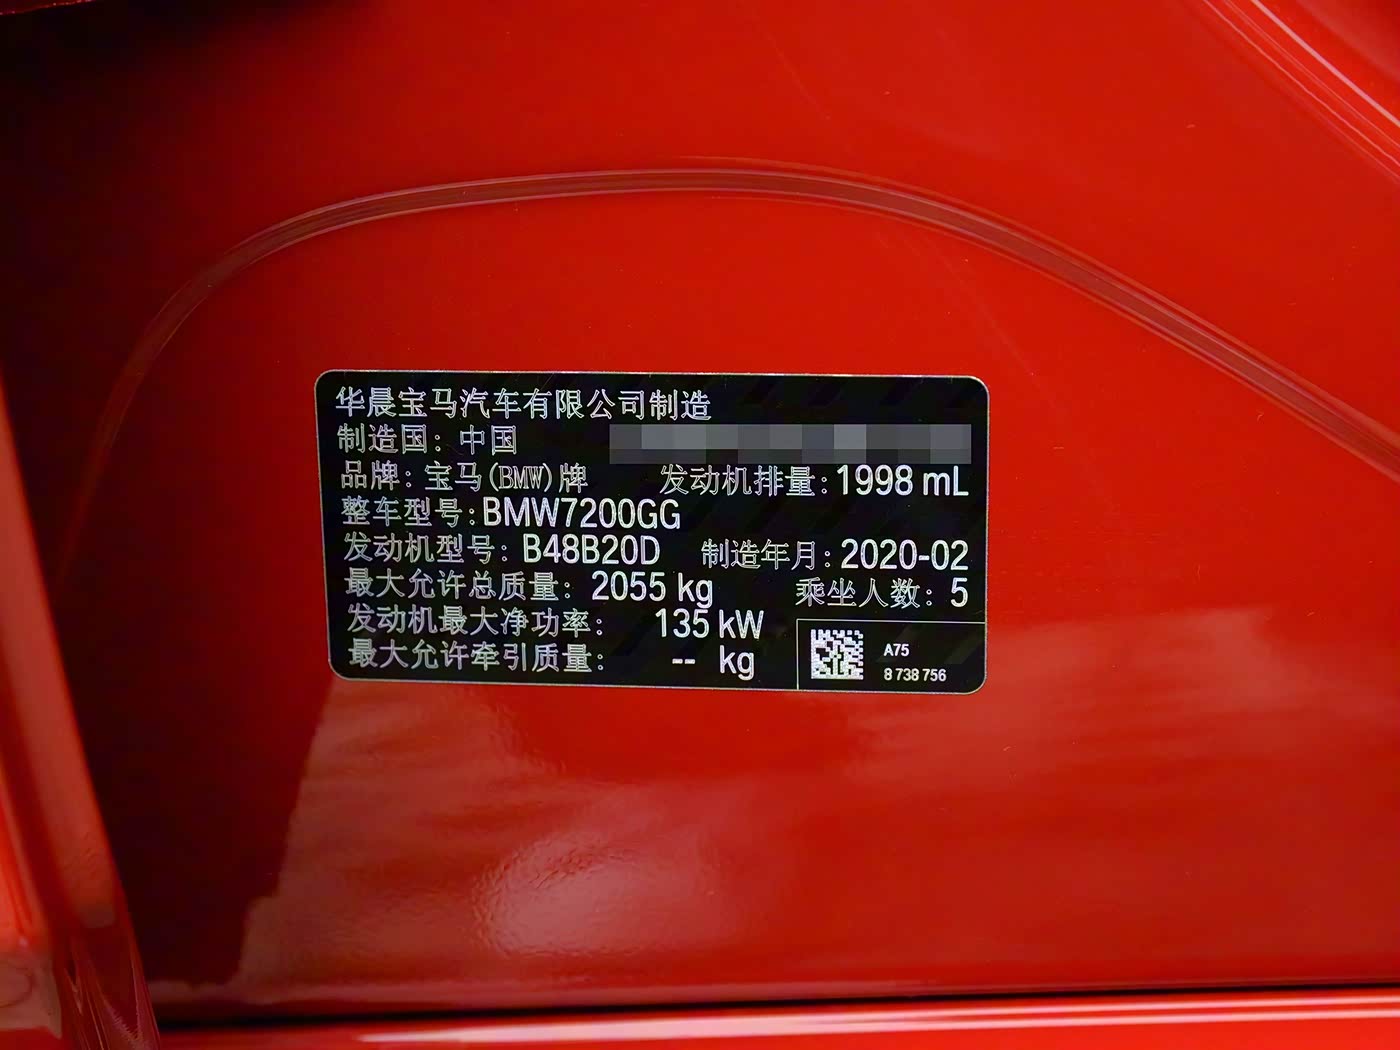 华晨宝马汽车有限公司制造
制造国：中国
品牌：宝马(BMW)牌 发动机排量：1998 mL
整车型号：BMW7200GG
发动机型号：B48B20D 制造年月：2020-02
最大允许总质量：2055 kg 乘坐人数：5
发动机最大净功率：135 kW
最大允许牵引质量：-- kg
A75
8 738 756